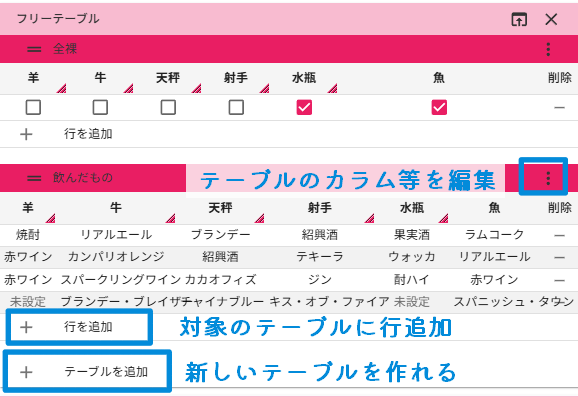 フリーテーブル
全裸
羊 牛 天秤 射手 水瓶 魚 削除
行を追加
飲んだもの テーブルのカラム等を編集
羊 牛 天秤 射手 水瓶 魚 削除
焼酎 リアルエール ブランデー 紹興酒 果実酒 ラムコーク
赤ワイン カンパリオレンジ 紹興酒 テキーラ ウォッカ リアルエール
赤ワイン スパークリングワイン カカオフィズ ジン 酎ハイ 赤ワイン
未設定 ブランデー・ブレイザー チャイナブルー キス・オブ・ファイア 未設定 スパニッシュ・タウン
行を追加 対象のテーブルに行追加
テーブルを追加 新しいテーブルを作れる